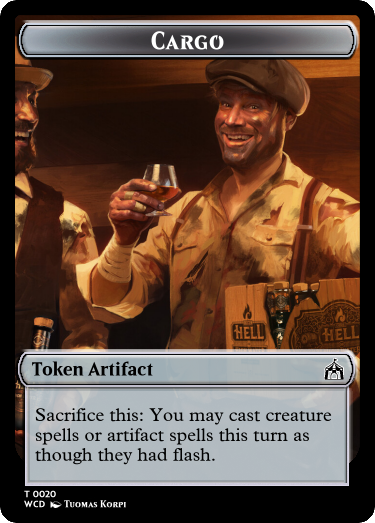 Cargo
HELL
HELL
Token Artifact
Sacrifice this: You may cast creature
spells or artifact spells this turn as
though they had flash.
T 0020
WCD Tuomas Korpi